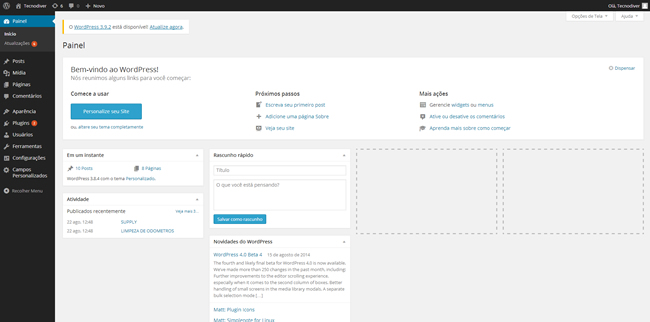 Tecnodiver 6 0 Novo
Olá, Tecnodiver
Painel
Início
Atualizações
Posts
Mídia
Páginas
Comentários
Aparência
Plugins
Usuários
Ferramentas
Configurações
Campos
Personalizados
Recolher Menu
O WordPress 3.9.2 está disponível! Atualize agora.
Opções de Tela
Ajuda
Painel
Bem-vindo ao WordPress!
Nós reunimos alguns links para você começar:
Dispensar
Comece a usar
Personalize seu Site
ou, altere seu tema completamente
Próximos passos
Escreva seu primeiro post
Adicione uma página Sobre
Veja seu site
Mais ações
Gerencie widgets ou menus
Ative ou desative os comentários
Aprenda mais sobre como começar
Em um instante
10 Posts
8 Páginas
WordPress 3.8.4 com o tema Personalizado.
Atividade
Publicados recentemente
Veja mais 3...
22 ago, 12:48 SUPPLY
22 ago, 12:48 LIMPEZA DE ODOMETROS
Rascunho rápido
Título
O que você está pensando?
Salvar como rascunho
Novidades do WordPress
WordPress 4.0 Beta 4 15 de agosto de 2014
The fourth and likely final beta for WordPress 4.0 is now available.
We've made more than 250 changes in the past month, including:
Further improvements to the editor scrolling experience,
especially when it comes to the second column of boxes. Better
handling of small screens in the media library modals. A separate
bulk selection mode [...]
Matt: Plugin Icons
Matt: Simplenote for Linux